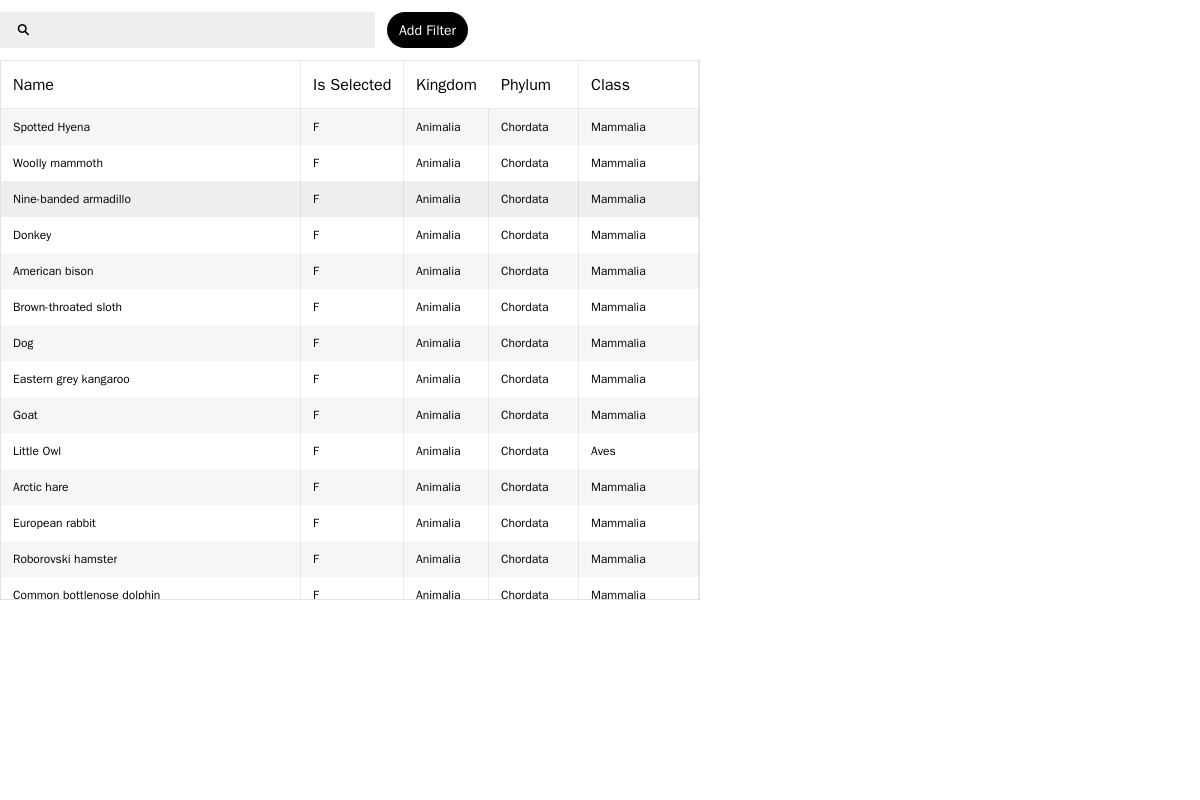 Add Filter
Name Is Selected Kingdom Phylum Class
Spotted Hyena F Animalia Chordata Mammalia
Woolly mammoth F Animalia Chordata Mammalia
Nine-banded armadillo F Animalia Chordata Mammalia
Donkey F Animalia Chordata Mammalia
American bison F Animalia Chordata Mammalia
Brown-throated sloth F Animalia Chordata Mammalia
Dog F Animalia Chordata Mammalia
Eastern grey kangaroo F Animalia Chordata Mammalia
Goat F Animalia Chordata Mammalia
Little Owl F Animalia Chordata Aves
Arctic hare F Animalia Chordata Mammalia
European rabbit F Animalia Chordata Mammalia
Roborovski hamster F Animalia Chordata Mammalia
Common bottlenose dolphin F Animalia Chordata Mammalia